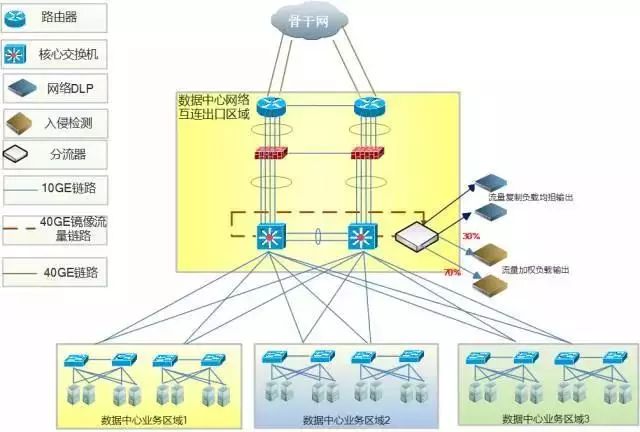 骨干网
路由器
核心交换机
网络DLP
入侵检测
分流器
10GE链路
40GE镜像流
量链路
40GE链路
数据中心网络
互连出口区域
流量复制负载均担输出
30%
70%
流量加权负载输出
数据中心业务区域1
数据中心业务区域2
数据中心业务区域3